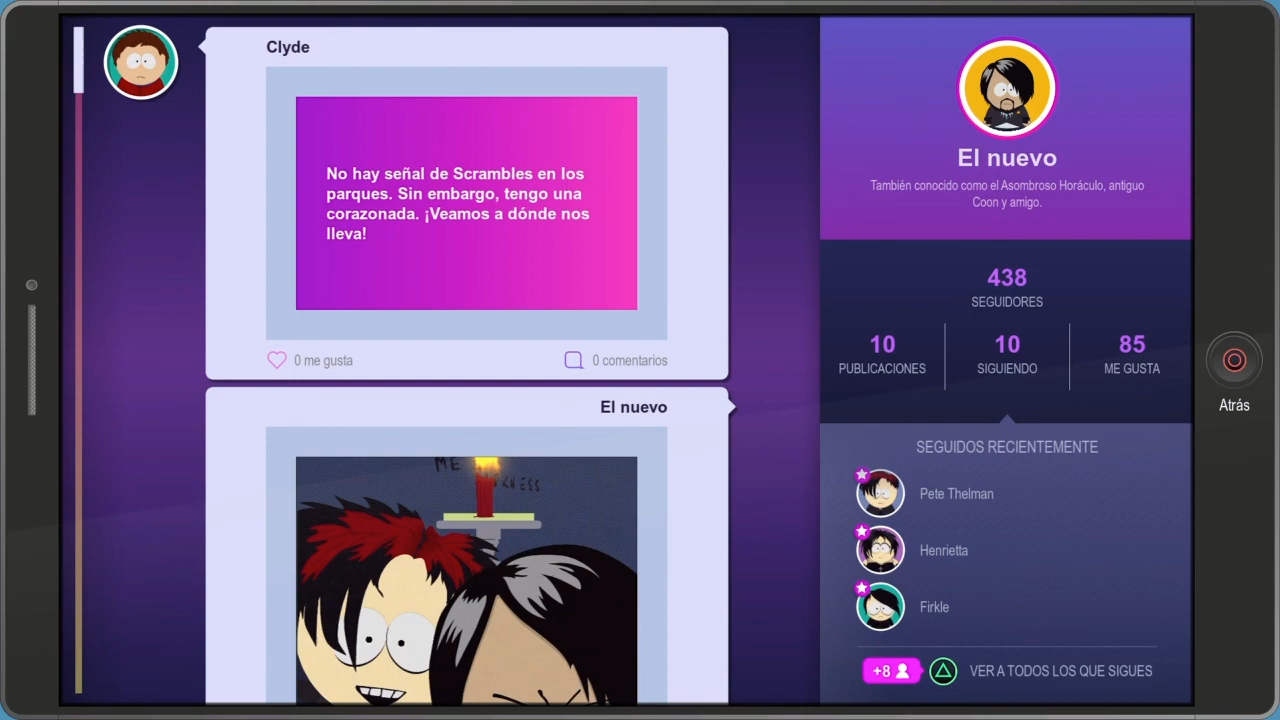 Clyde
No hay señal de Scrambles en los
parques. Sin embargo, tengo una
corazonada. ¡Veamos a dónde nos
lleva!
0 me gusta
0 comentarios
El nuevo
ME
El nuevo
También conocido como el Asombroso Horáculo, antiguo
Coon y amigo.
438
SEGUIDORES
10
PUBLICACIONES
10
SIGUIENDO
85
ME GUSTA
SEGUIDOS RECIENTEMENTE
Pete Thelman
Henrietta
Firkle
+8
VER A TODOS LOS QUE SIGUES
Atrás